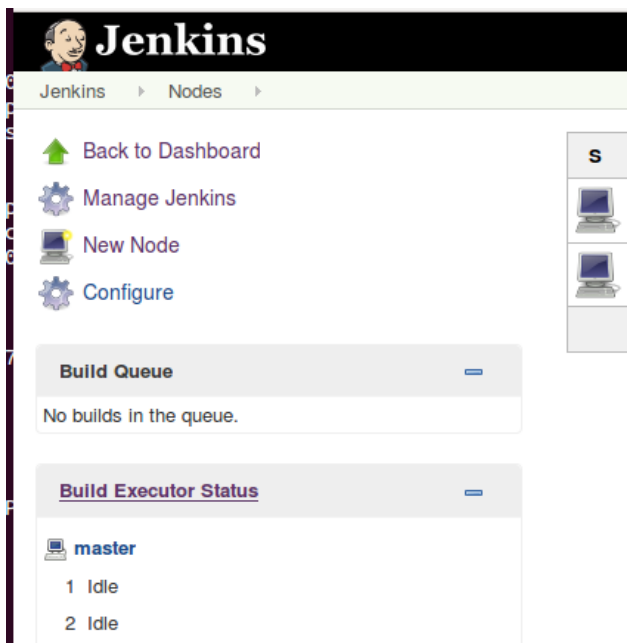 Jenkins
Jenkins Nodes
Back to Dashboard
S
Manage Jenkins
New Node
Configure
Build Queue
No builds in the queue.
Build Executor Status
master
1 Idle
2 Idle